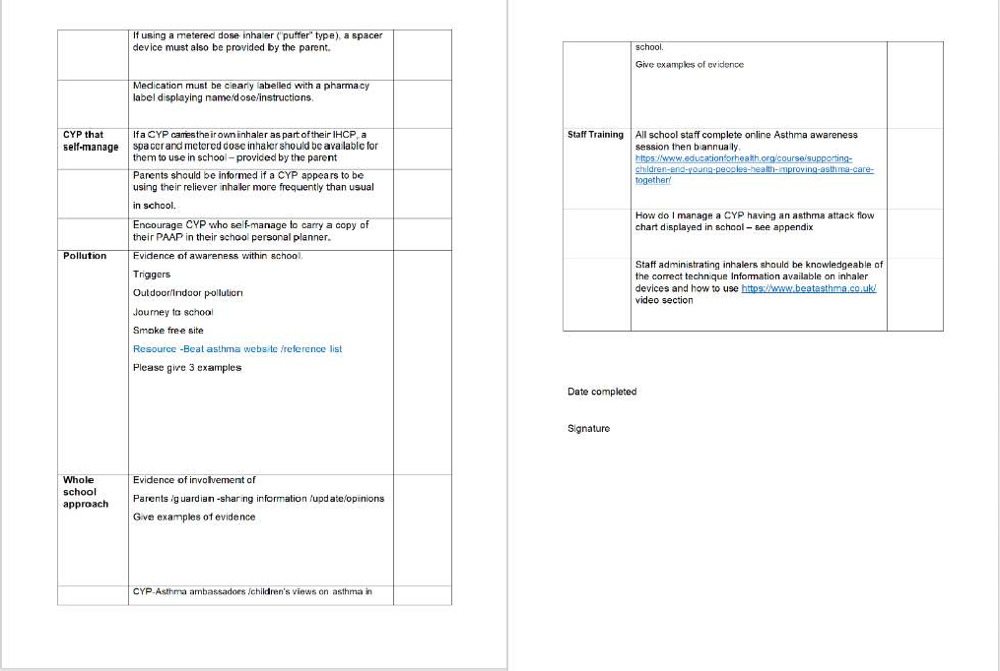 If using a metered dose inhaler ("puffer" type), a spacer
device must also be provided by the parent.
Medication must be clearly labelled with a pharmacy
label displaying name/dose/instructions.
CYP that
self-manage
If a CYP carries their own inhaler as part of their IHCP, a
spacer and metered dose inhaler should be available for
them to use in school – provided by the parent
Parents should be informed if a CYP appears to be
using their reliever inhaler more frequently than usual
in school.
Encourage CYP who self-manage to carry a copy of
their PAAP in their school personal planner.
Pollution
Evidence of awareness within school.
Triggers
Outdoor/Indoor pollution
Journey to school
Smoke free site
Resource -Beat asthma website /reference list
Please give 3 examples
Whole
school
approach
Evidence of involvement of
Parents /guardian -sharing information /update/opinions
Give examples of evidence
CYP-Asthma ambassadors /children's views on asthma in
school.
Give examples of evidence
Staff Training
All school staff complete online Asthma awareness
session then biannually.
https://www.educationforhealth.org/course/supporting-
children-and-young-peoples-health-improving-asthma-care-
together/
How do I manage a CYP having an asthma attack flow
chart displayed in school – see appendix
Staff administrating inhalers should be knowledgeable of
the correct technique Information available on inhaler
devices and how to use https://www.beatasthma.co.uk/
video section
Date completed
Signature